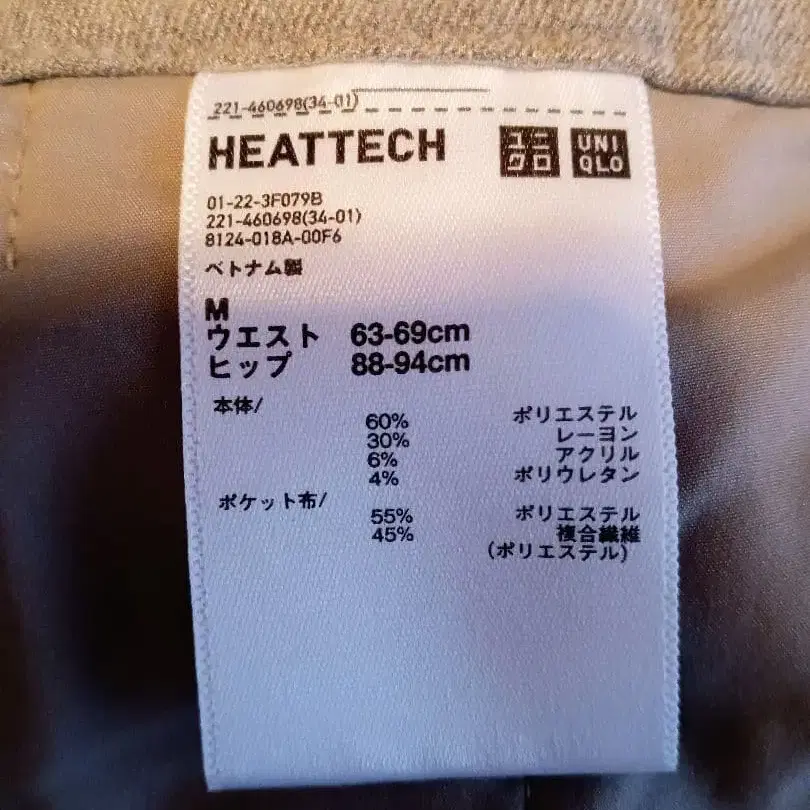 221-460698(34-01)
HEATTECH ユニクロ UNIQLO
01-22-3F079B
221-460698(34-01)
8124-018A-00F6
ベトナム製
M
ウエスト 63-69cm
ヒップ 88-94cm
本体/
60% ポリエステル
30% レーヨン
6% アクリル
4% ポリウレタン
ポケット布/
55% ポリエステル
45% 複合繊維
(ポリエステル)